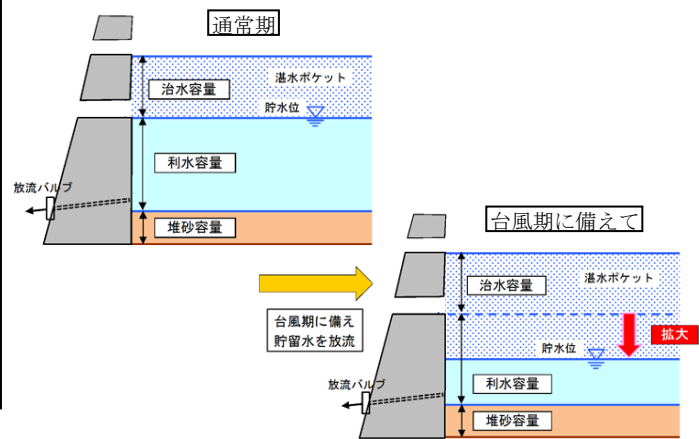 通常期
湛水ポケット
治水容量
貯水位
利水容量
放流バルブ
堆砂容量
台風期に備え
貯留水を放流
台風期に備えて
湛水ポケット
治水容量
拡大
貯水位
利水容量
放流バルブ
堆砂容量